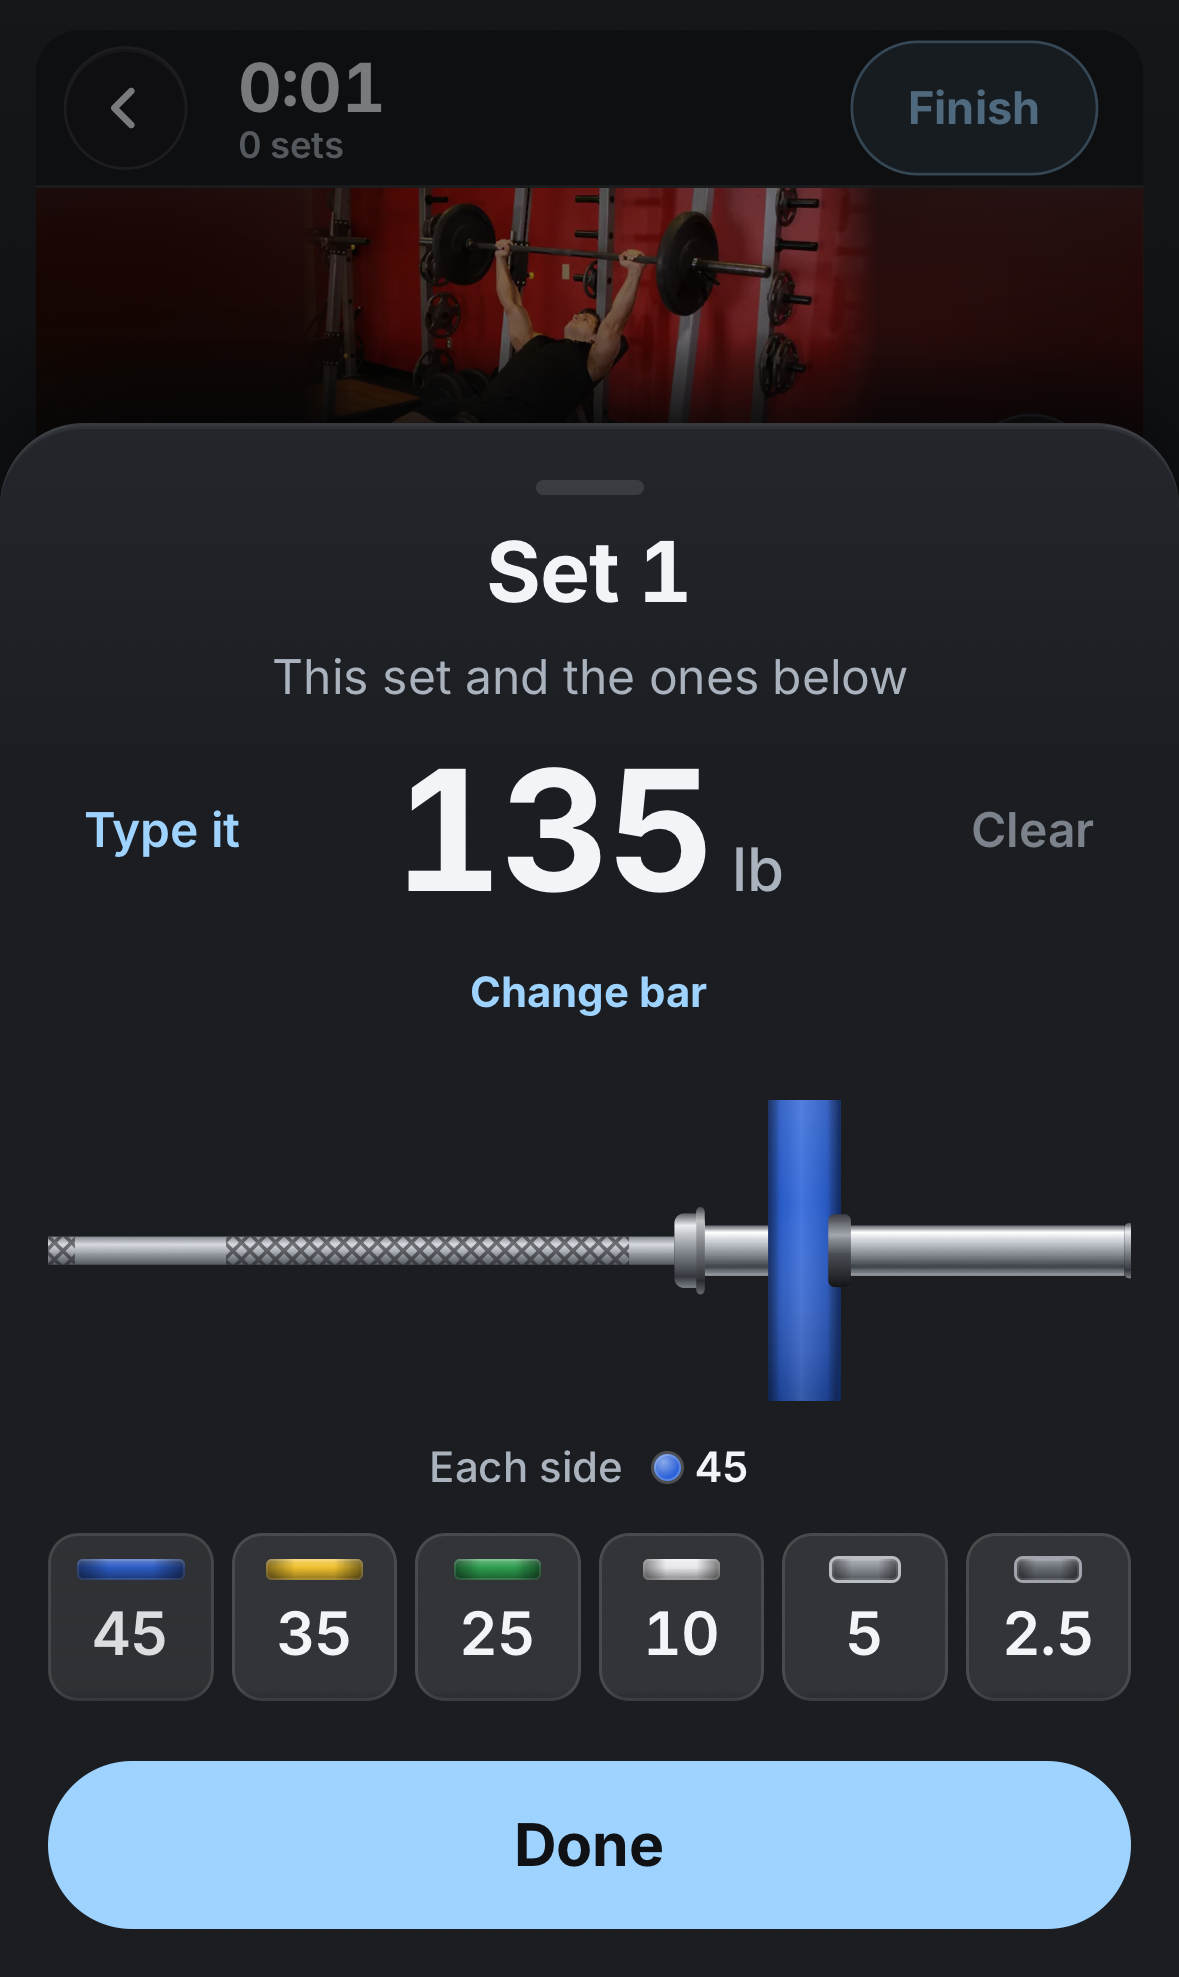 0:01
0 sets
Finish
Set 1
This set and the ones below
Type it
135 lb
Clear
Change bar
Each side 45
45
35
25
10
5
2.5
Done